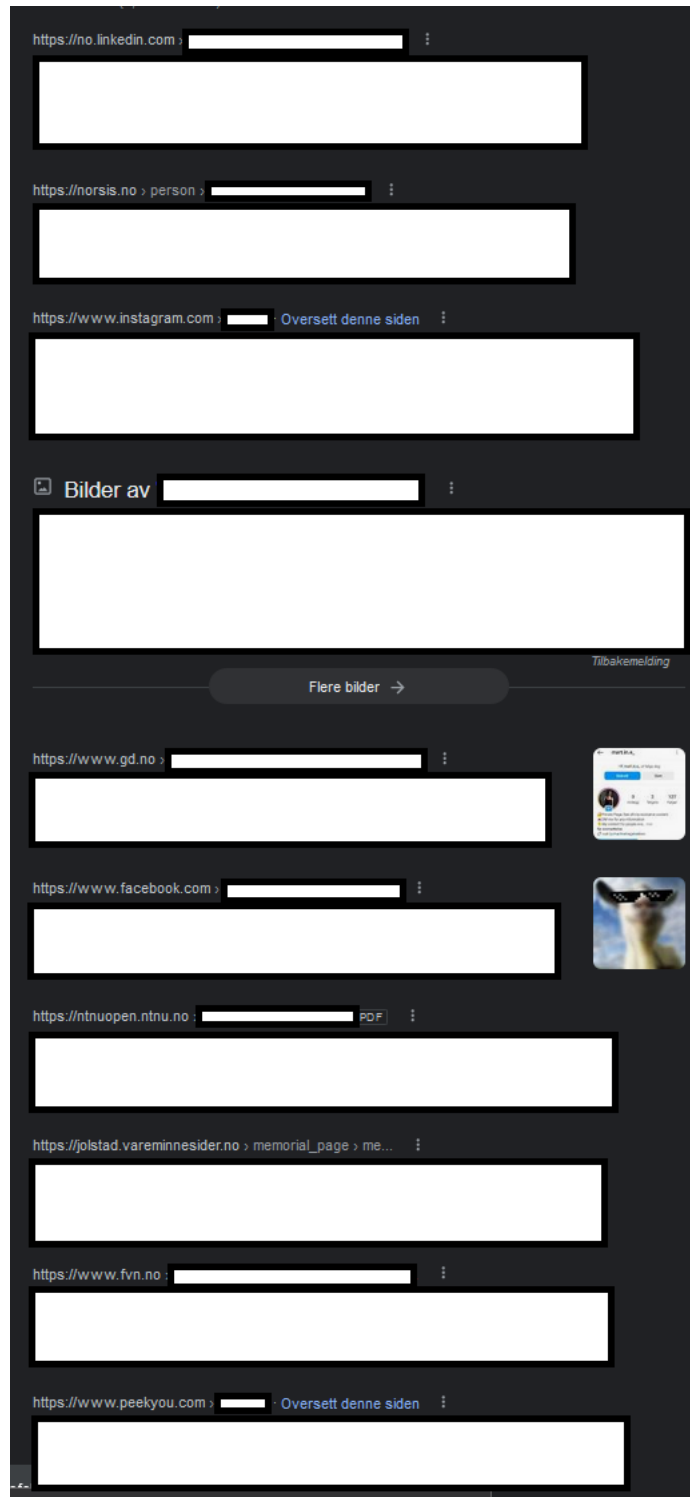 https://no.linkedin.com ›
https://norsis.no › person ›
https://www.instagram.com › · Oversett denne siden
Bilder av
Tilbakemelding
Flere bilder →
https://www.gd.no ›
https://www.facebook.com ›
https://ntnuopen.ntnu.no › PDF
https://jolstad.vareminnesider.no › memorial_page › me...
https://www.fvn.no ›
https://www.peekyou.com › · Oversett denne siden